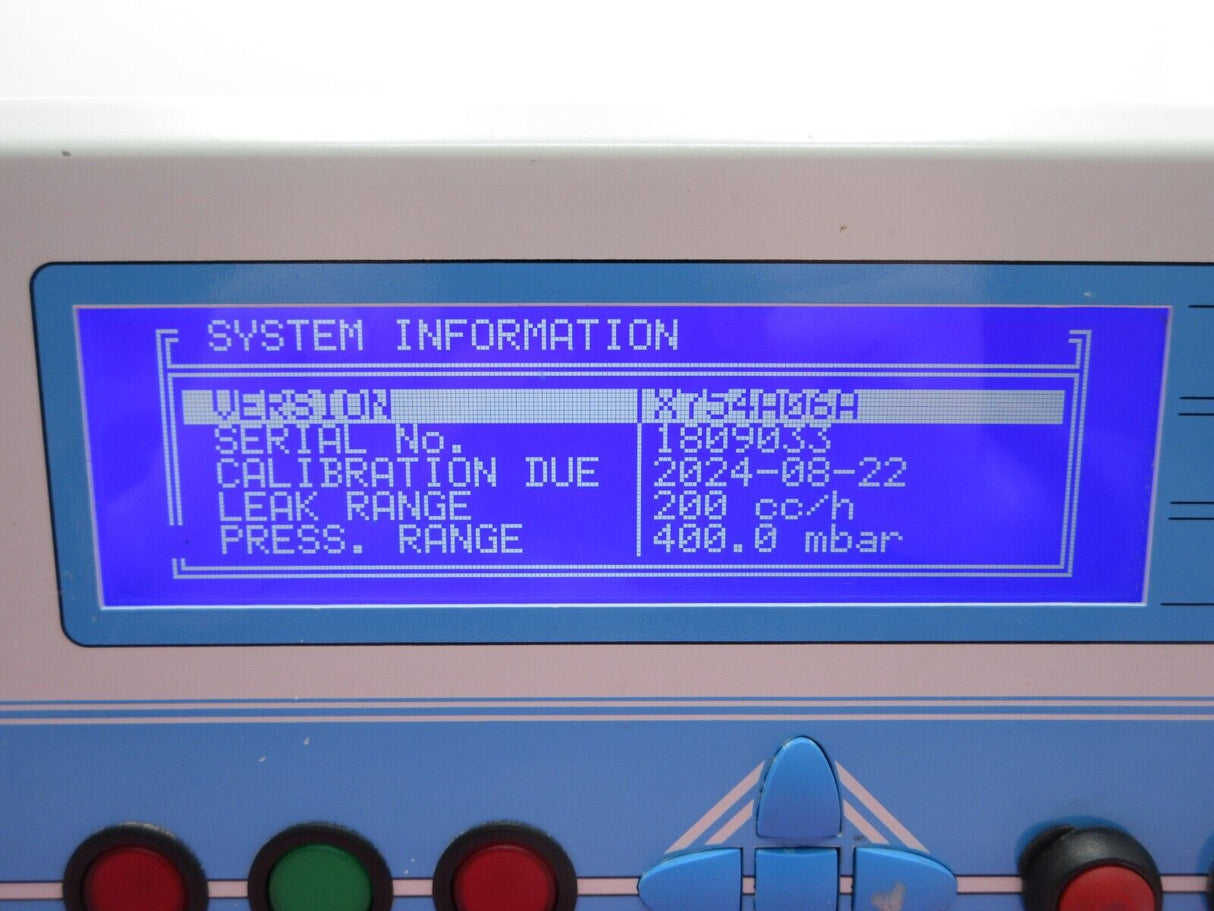 SYSTEM INFORMATION
VERSION X754A06A
SERIAL No. 1809033
CALIBRATION DUE 2024-08-22
LEAK RANGE 200 cc/h
PRESS. RANGE 400.0 mbar